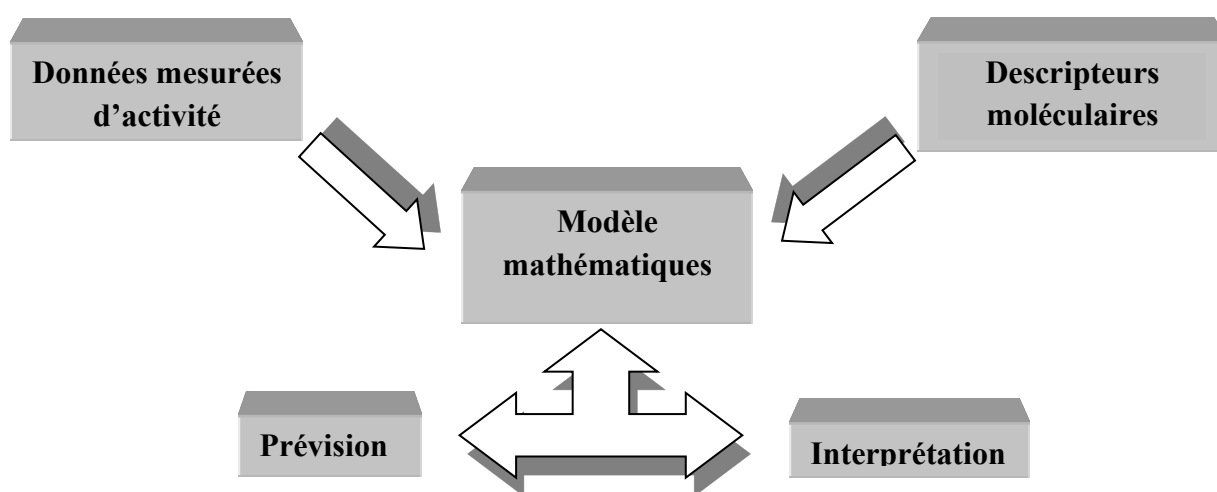 Données mesurées
d’activité
Descripteurs
moléculaires
Modèle
mathématiques
Prévision
Interprétation